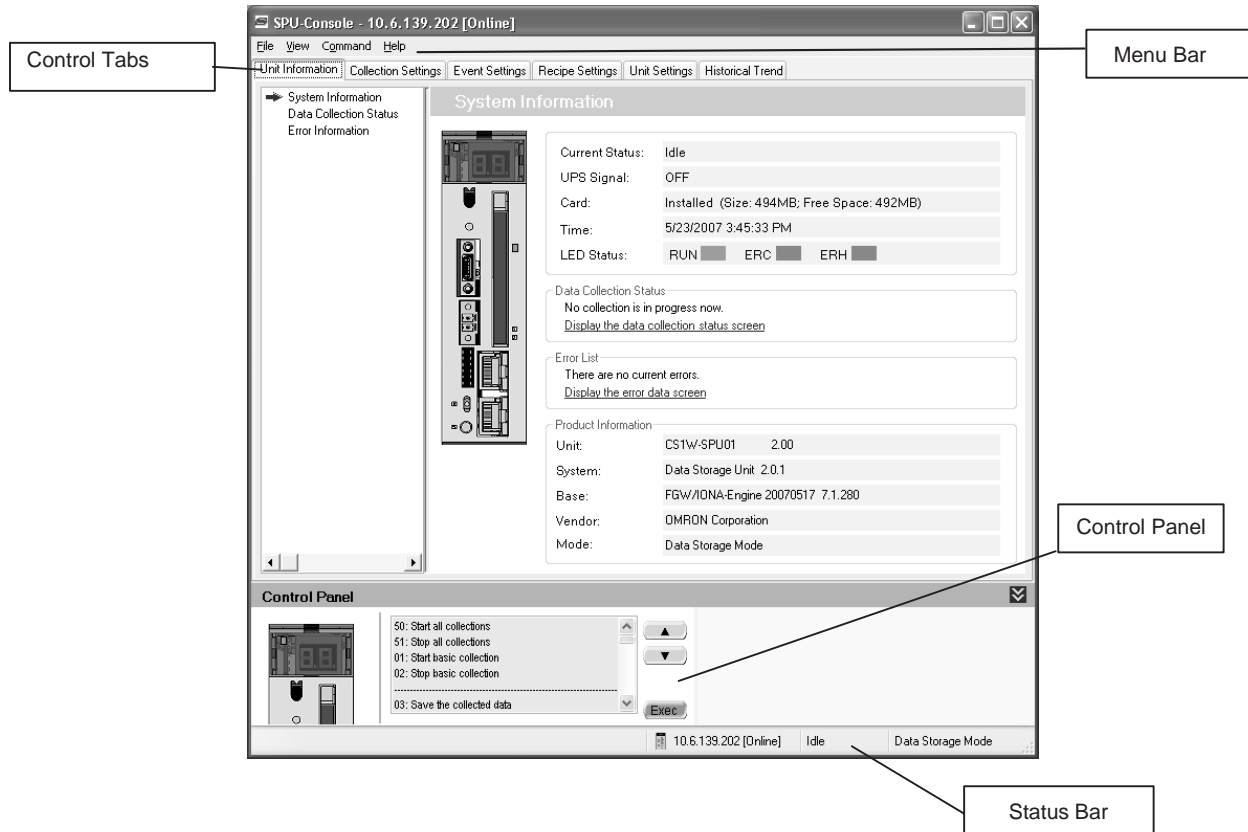 SPU-Console - 10.6.139.202 [Online]
File View Command Help
Control Tabs
Menu Bar
Unit Information Collection Settings Event Settings Recipe Settings Unit Settings Historical Trend
System Information
Data Collection Status
Error Information
System Information
Current Status: Idle
UPS Signal: OFF
Card: Installed (Size: 494MB; Free Space: 492MB)
Time: 5/23/2007 3:45:33 PM
LED Status: RUN ERC ERH
Data Collection Status
No collection is in progress now.
Display the data collection status screen
Error List
There are no current errors.
Display the error data screen
Product Information
Unit: CS1W-SPU01 2.00
System: Data Storage Unit 2.0.1
Base: FGW/IONA-Engine 20070517 7.1.280
Vendor: OMRON Corporation
Mode: Data Storage Mode
Control Panel
Control Panel
50: Start all collections
51: Stop all collections
01: Start basic collection
02: Stop basic collection
03: Save the collected data
Exec
10.6.139.202 [Online] Idle Data Storage Mode
Status Bar